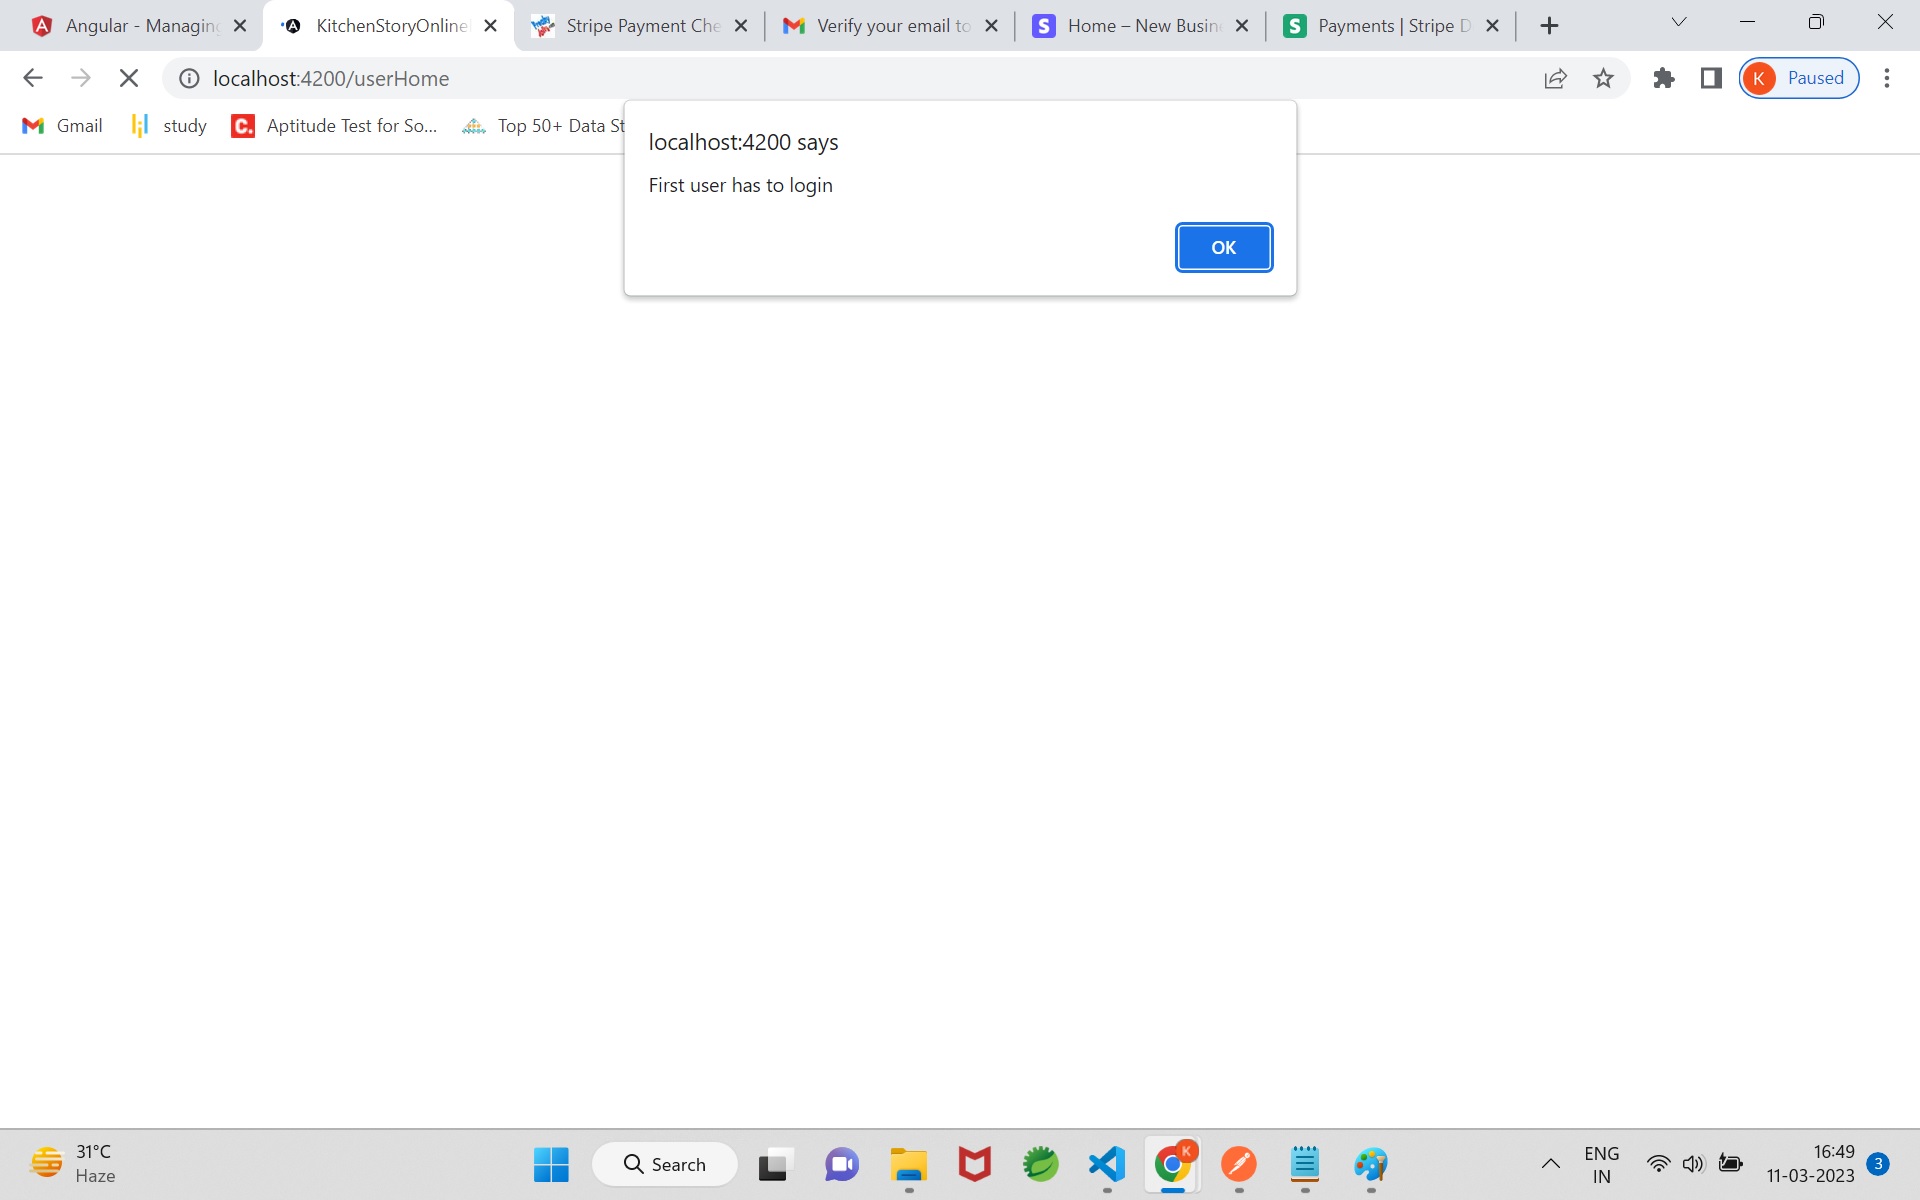 Angular - Managing
KitchenStoryOnline
Stripe Payment Che
Verify your email to
S
Home – New Busin
S
Payments | Stripe D
localhost:4200/userHome
K
Paused
Gmail
study
C.
Aptitude Test for So...
Top 50+ Data St
localhost:4200 says
First user has to login
OK
31°C
Haze
Search
K
ENG
IN
16:49
11-03-2023
3